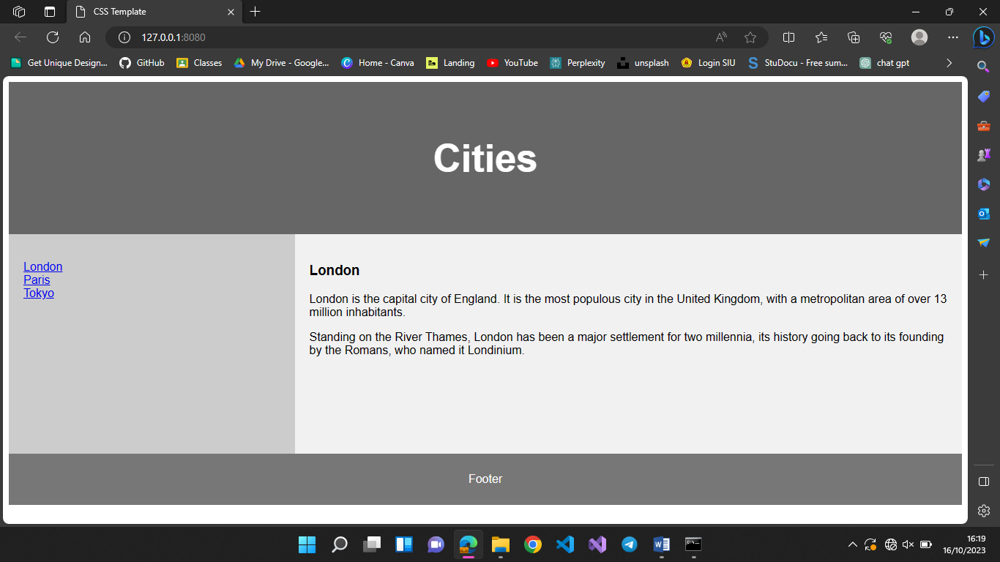 CSS Template
127.0.0.1:8080
Get Unique Design... GitHub Classes My Drive - Google... Home - Canva Landing YouTube Perplexity unsplash Login SIU StuDocu - Free sum... chat gpt
Cities
London
Paris
Tokyo
London
London is the capital city of England. It is the most populous city in the United Kingdom, with a metropolitan area of over 13
million inhabitants.
Standing on the River Thames, London has been a major settlement for two millennia, its history going back to its founding
by the Romans, who named it Londinium.
Footer
16:19
16/10/2023